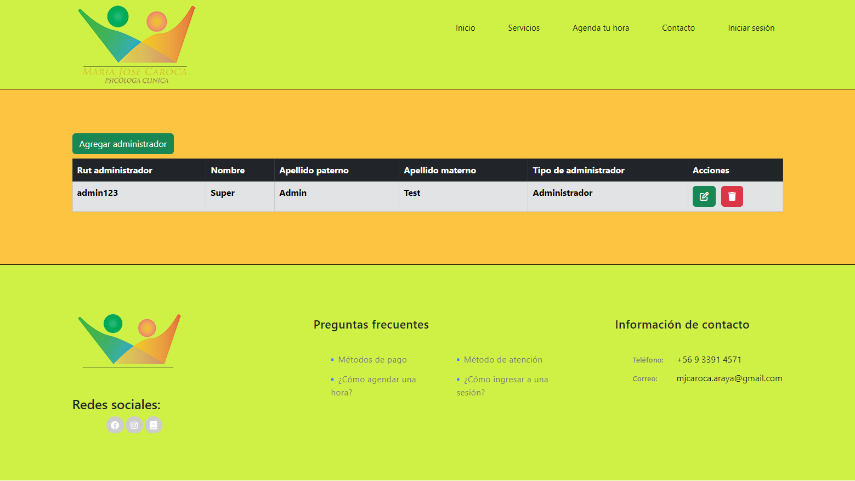 Inicio Servicios Agenda tu hora Contacto Iniciar sesión
MARIA JOSE CAROCA
PSICÓLOGA CLINICA
Agregar administrador
Rut administrador Nombre Apellido paterno Apellido materno Tipo de administrador Acciones
admin123 Super Admin Test Administrador
Preguntas frecuentes
Métodos de pago
¿Cómo agendar una
hora?
Método de atención
¿Cómo ingresar a una
sesión?
Información de contacto
Teléfono: +56 9 3391 4571
Correo: mjcaroca.araya@gmail.com
Redes sociales: